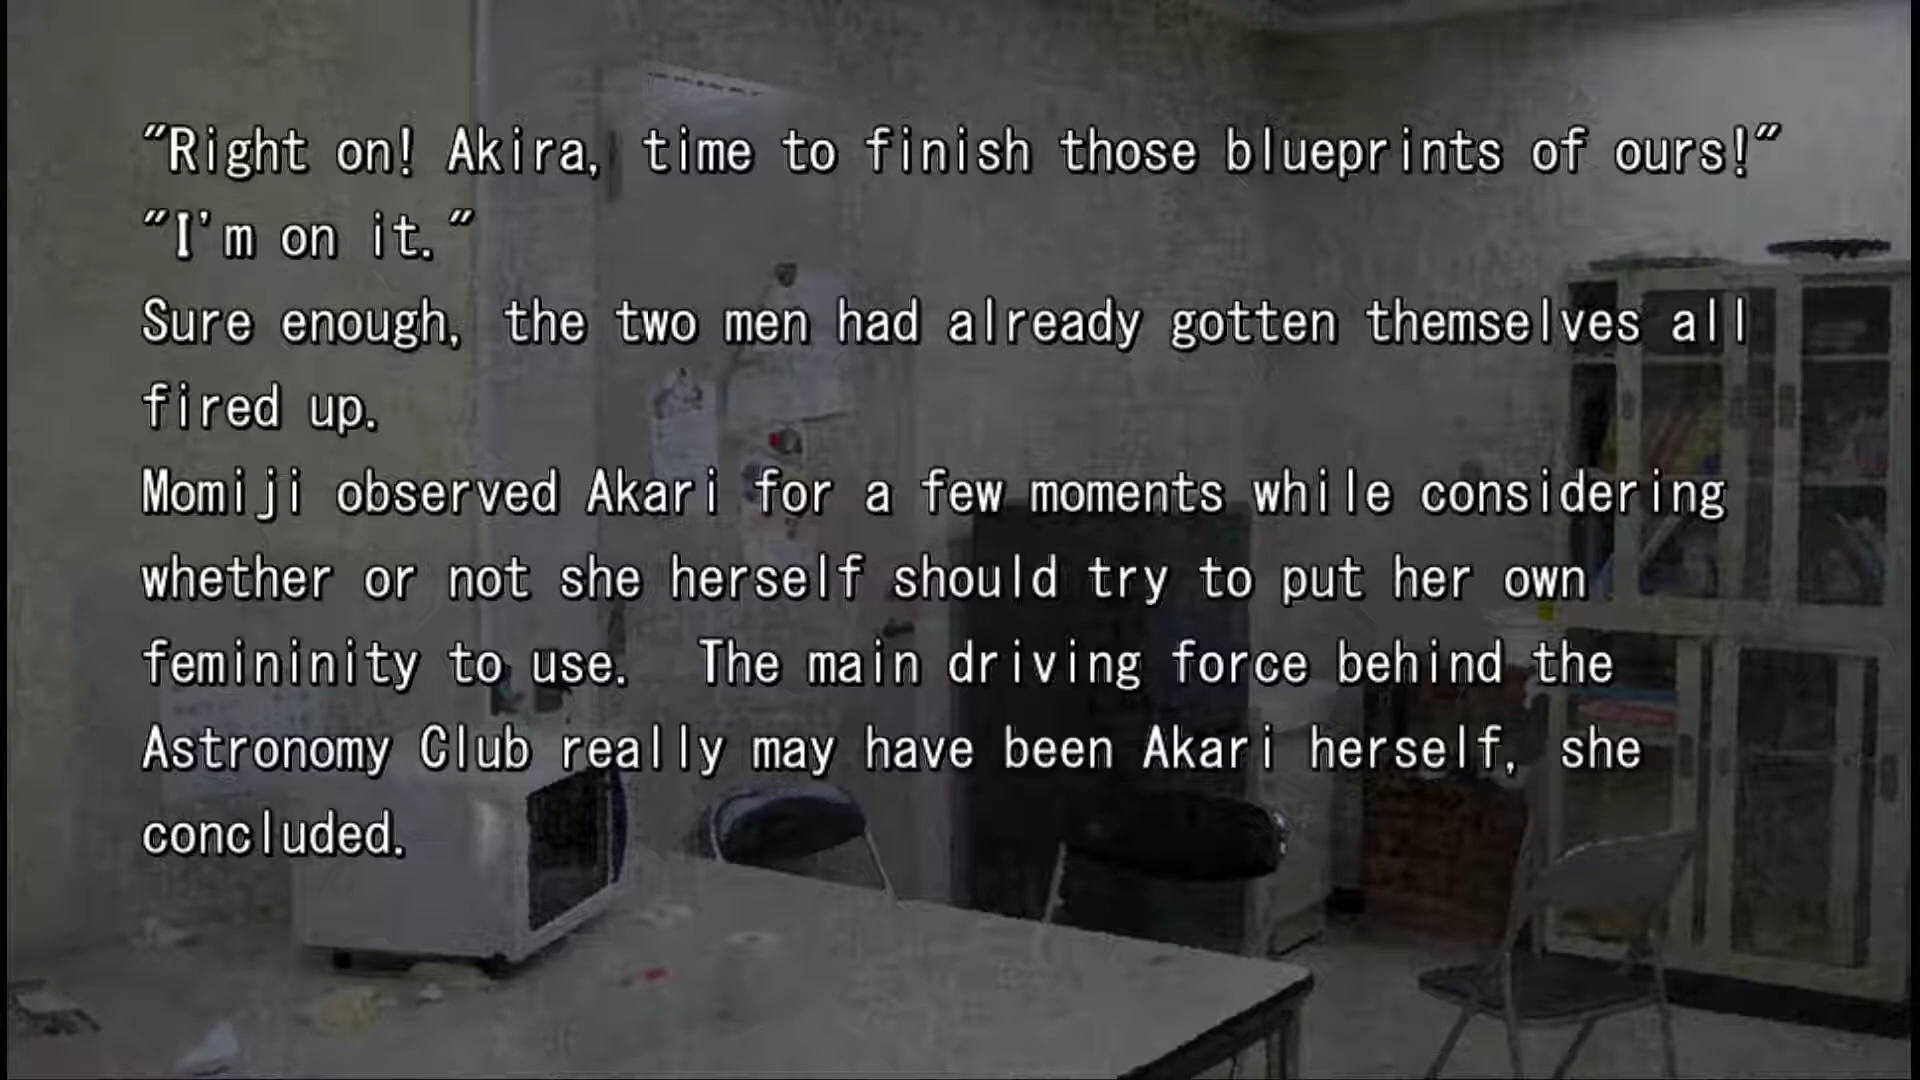 "Right on! Akira, time to finish those blueprints of ours!"
"I'm on it."
Sure enough, the two men had already gotten themselves all
fired up.
Momiji observed Akari for a few moments while considering
whether or not she herself should try to put her own
femininity to use.  The main driving force behind the
Astronomy Club really may have been Akari herself, she
concluded.